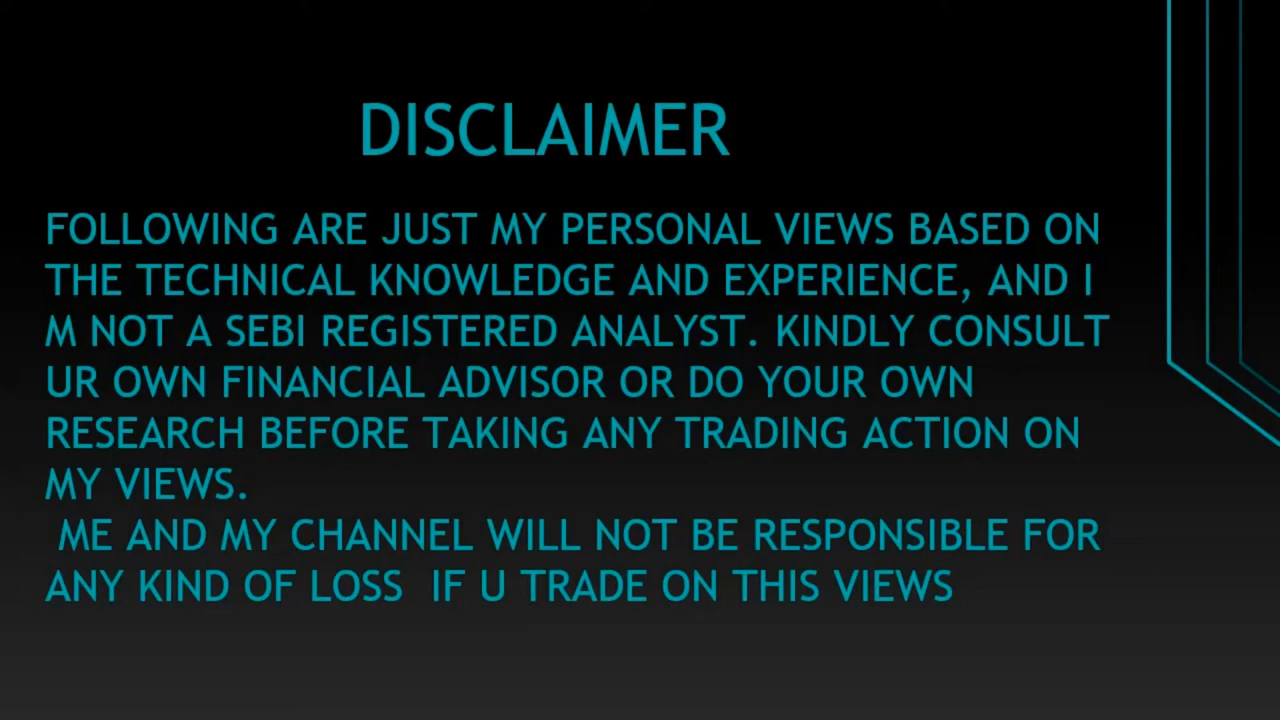 DISCLAIMER
FOLLOWING ARE JUST MY PERSONAL VIEWS BASED ON
THE TECHNICAL KNOWLEDGE AND EXPERIENCE, AND I
M NOT A SEBI REGISTERED ANALYST. KINDLY CONSULT
UR OWN FINANCIAL ADVISOR OR DO YOUR OWN
RESEARCH BEFORE TAKING ANY TRADING ACTION ON
MY VIEWS.
ME AND MY CHANNEL WILL NOT BE RESPONSIBLE FOR
ANY KIND OF LOSS  IF U TRADE ON THIS VIEWS